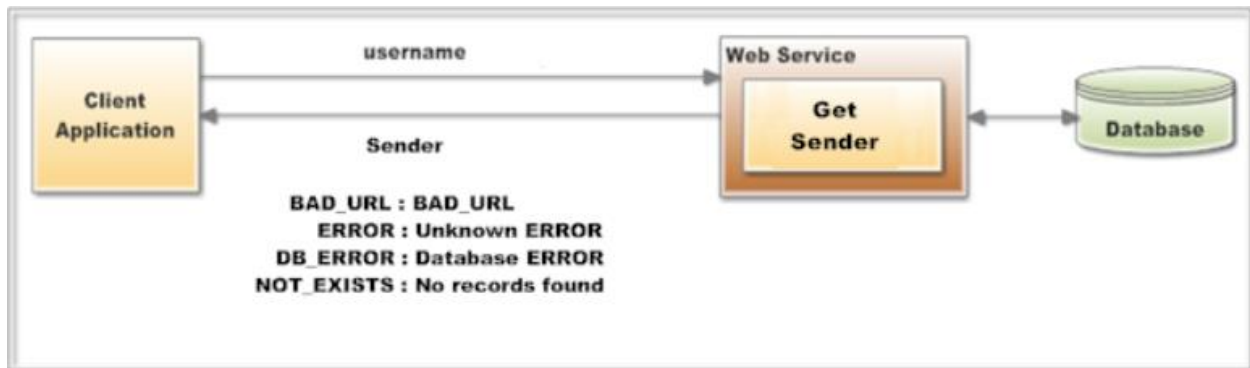 username
Web Service
Client
Application
Get
Sender
Database
Sender
BAD_URL : BAD_URL
ERROR : Unknown ERROR
DB_ERROR : Database ERROR
NOT_EXISTS : No records found